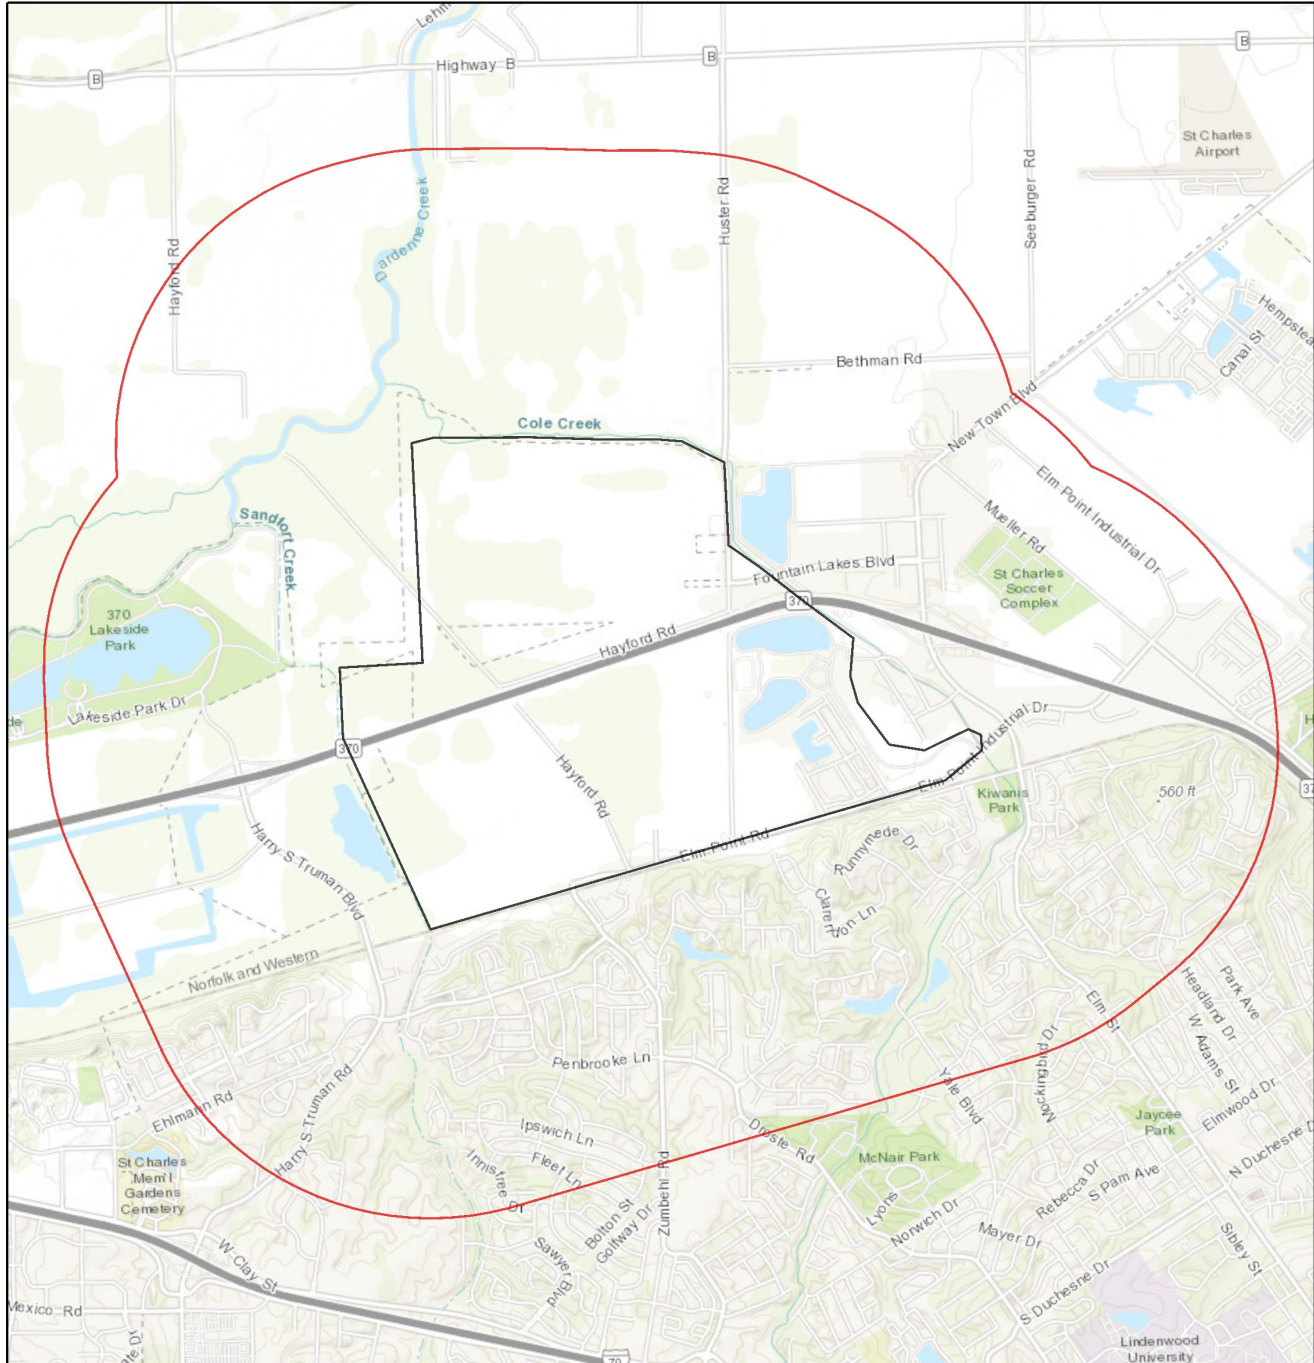 Lehm
B
Highway B
B
B
St Charles
Airport
Dardenne Creek
Huster Rd
Seeburger Rd
Hayford Rd
Hempstea
Canal St
Bethman Rd
New Town Blvd
Cole Creek
Elm Point Industrial Dr
Mueller Rd
Sandfort Creek
Fountain Lakes Blvd
St Charles
Soccer
Complex
370
370
Lakeside
Park
Hayford Rd
Lakeside Park Dr
de
H
370
Elm Point Industrial Dr
Hayford Rd
Kiwanis
Park
560 ft
37
Harry S Truman Blvd
Elm Point Rd
Runnymede Dr
Norfolk and Western
Park Ave
Headland Dr
Elm St
W Adams St
Penbrooke Ln
Mockingbird Dr
Yale Blvd
Elmwood Dr
Ehlmann Rd
Harry S Truman Rd
Jaycee
Park
Ipswich Ln
Droste Rd
N Duchesne D
McNair Park
St Charles
Mem'l
Gardens
Cemetery
Innisfree Dr
Fleet Ln
Zumbehl Rd
Rebecca Dr
S Pam Ave
Lyons
Bolton St
Golfway Dr
Norwich Dr
Mayer Dr
Sibley St
W Clay St
Sawyer Blvd
S Duchesne Dr
Mexico Rd
ate Dr
70
Lindenwood
University